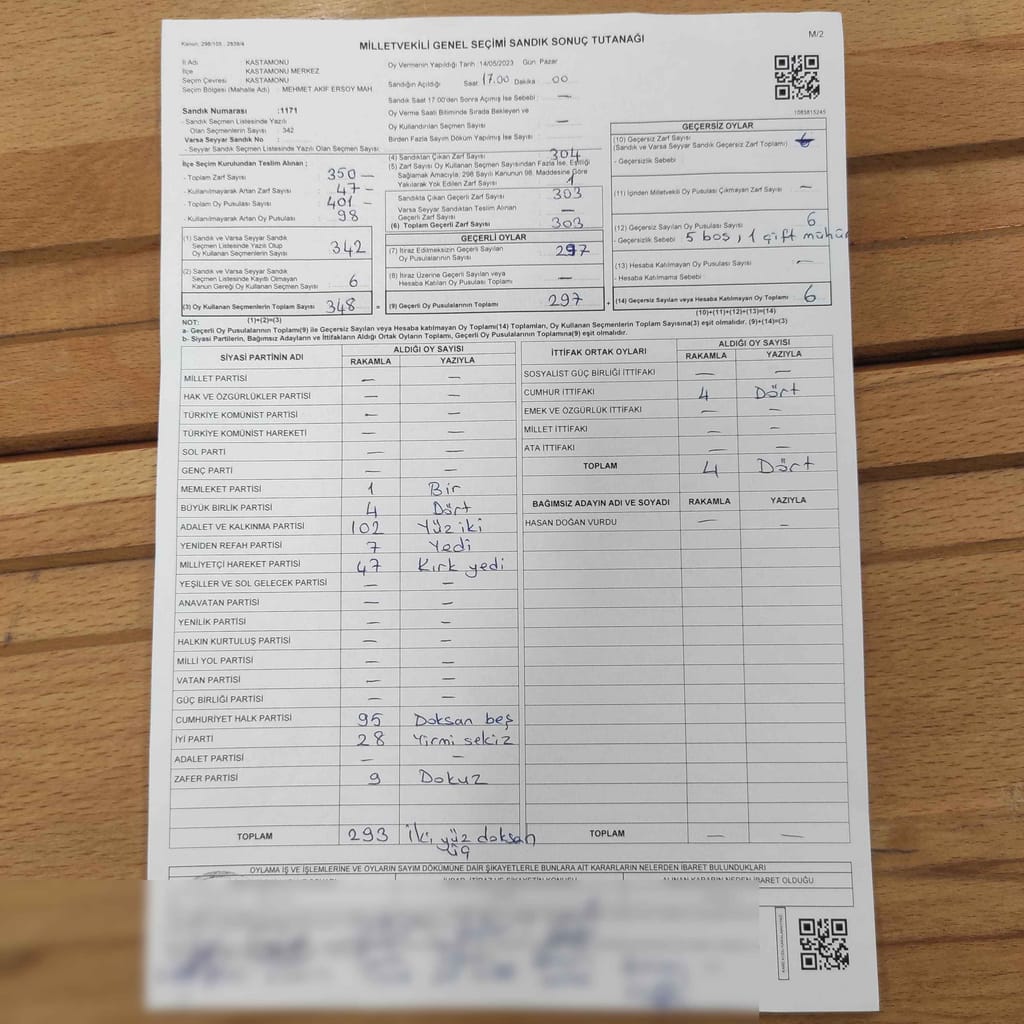 Kanun: 298/105 , 2839/4
M/2
MİLLETVEKİLİ GENEL SEÇİMİ SANDIK SONUÇ TUTANAĞI
İl Adı KASTAMONU
İlçe KASTAMONU MERKEZ
Seçim Çevresi KASTAMONU
Seçim Bölgesi (Mahalle Adı) : MEHMET AKİF ERSOY MAH.
Sandık Numarası :1171
- Sandık Seçmen Listesinde Yazılı
Olan Seçmenlerin Sayısı : 342
Varsa Seyyar Sandık No :
- Seyyar Sandık Seçmen Listesinde Yazılı Olan Seçmen Sayısı
Oy Vermenin Yapıldığı Tarih :14/05/2023 Gün: Pazar
Sandığın Açıldığı Saat 17.00 Dakika 00
Sandık Saat 17.00'den Sonra Açılmış İse Sebebi : —
Oy Verme Saati Bitiminde Sırada Bekleyen ve
Oy Kullandırılan Seçmen Sayısı —
Birden Fazla Sayım Döküm Yapılmış İse Sayısı :
1083815245
İlçe Seçim Kurulundan Teslim Alınan ;
- Toplam Zarf Sayısı : 350 —
- Kullanılmayarak Artan Zarf Sayısı : 47 —
- Toplam Oy Pusulası Sayısı : 401 —
- Kullanılmayarak Artan Oy Pusulası : 98
(4) Sandıktan Çıkan Zarf Sayısı : 304
(5) Zarf Sayısı Oy Kullanan Seçmen Sayısından Fazla İse, Eşitliği
Sağlamak Amacıyla; 298 Sayılı Kanunun 98. Maddesine Göre
Yakılarak Yok Edilen Zarf Sayısı 1
Sandıkta Çıkan Geçerli Zarf Sayısı 303
Varsa Seyyar Sandıktan Teslim Alınan
Geçerli Zarf Sayısı —
(6) Toplam Geçerli Zarf Sayısı 303
GEÇERSİZ OYLAR
(10) Geçersiz Zarf Sayısı
(Sandık ve Varsa Seyyar Sandık Geçersiz Zarf Toplamı)
- Geçersizlik Sebebi :
(11) İçinden Milletvekili Oy Pusulası Çıkmayan Zarf Sayısı —
(12) Geçersiz Sayılan Oy Pusulası Sayısı 6
- Geçersizlik Sebebi : 5 boş, 1 çift mühür
(13) Hesaba Katılmayan Oy Pusulası Sayısı —
- Hesaba Katılmama Sebebi :
(14) Geçersiz Sayılan veya Hesaba Katılmayan Oy Toplamı 6
(10)+(11)+(12)+(13)=(14)
(1) Sandık ve Varsa Seyyar Sandık
Seçmen Listesinde Yazılı Olup
Oy Kullanan Seçmenlerin Sayısı 342
(2) Sandık ve Varsa Seyyar Sandık
Seçmen Listesinde Kayıtlı Olmayan
Kanun Gereği Oy Kullanan Seçmen Sayısı 6
(3) Oy Kullanan Seçmenlerin Toplam Sayısı 348 =
(1)+(2)=(3)
GEÇERLİ OYLAR
(7) İtiraz Edilmeksizin Geçerli Sayılan
Oy Pusulalarının Sayısı 297
(8) İtiraz Üzerine Geçerli Sayılan veya
Hesaba Katılan Oy Pusulası Toplamı —
(9) Geçerli Oy Pusulalarının Toplamı 297 +
NOT:
a- Geçerli Oy Pusulalarının Toplamı(9) ile Geçersiz Sayılan veya Hesaba katılmayan Oy Toplamı(14) Toplamları, Oy Kullanan Seçmenlerin Toplam Sayısına(3) eşit olmalıdır. (9)+(14)=(3)
b- Siyasi Partilerin, Bağımsız Adayların ve İttifakların Aldığı Ortak Oyların Toplamı, Geçerli Oy Pusulalarının Toplamına(9) eşit olmalıdır.
SİYASİ PARTİNİN ADI ALDIĞI OY SAYISI
RAKAMLA YAZIYLA
MİLLET PARTİSİ — —
HAK VE ÖZGÜRLÜKLER PARTİSİ — —
TÜRKİYE KOMÜNİST PARTİSİ — —
TÜRKİYE KOMÜNİST HAREKETİ — —
SOL PARTİ — —
GENÇ PARTİ — —
MEMLEKET PARTİSİ 1 Bir
BÜYÜK BİRLİK PARTİSİ 4 Dört
ADALET VE KALKINMA PARTİSİ 102 Yüz iki
YENİDEN REFAH PARTİSİ 7 Yedi
MİLLİYETÇİ HAREKET PARTİSİ 47 Kırk yedi
YEŞİLLER VE SOL GELECEK PARTİSİ — —
ANAVATAN PARTİSİ — —
YENİLİK PARTİSİ — —
HALKIN KURTULUŞ PARTİSİ — —
MİLLİ YOL PARTİSİ — —
VATAN PARTİSİ — —
GÜÇ BİRLİĞİ PARTİSİ — —
CUMHURİYET HALK PARTİSİ 95 Doksan beş
İYİ PARTİ 28 Yirmi sekiz
ADALET PARTİSİ — —
ZAFER PARTİSİ 9 Dokuz
TOPLAM 293 İki yüz doksan
üç
İTTİFAK ORTAK OYLARI ALDIĞI OY SAYISI
RAKAMLA YAZIYLA
SOSYALİST GÜÇ BİRLİĞİ İTTİFAKI — —
CUMHUR İTTİFAKI 4 Dört
EMEK VE ÖZGÜRLÜK İTTİFAKI — —
MİLLET İTTİFAKI — —
ATA İTTİFAKI — —
TOPLAM 4 Dört
BAĞIMSIZ ADAYIN ADI VE SOYADI RAKAMLA YAZIYLA
HASAN DOĞAN VURDU — —
TOPLAM — —
OYLAMA İŞ VE İŞLEMLERİNE VE OYLARIN SAYIM DÖKÜMÜNE DAİR ŞİKAYETLERLE BUNLARA AİT KARARLARIN NELERDEN İBARET BULUNDUKLARI
ALINAN KARARIN NEDEN İBARET OLDUĞU